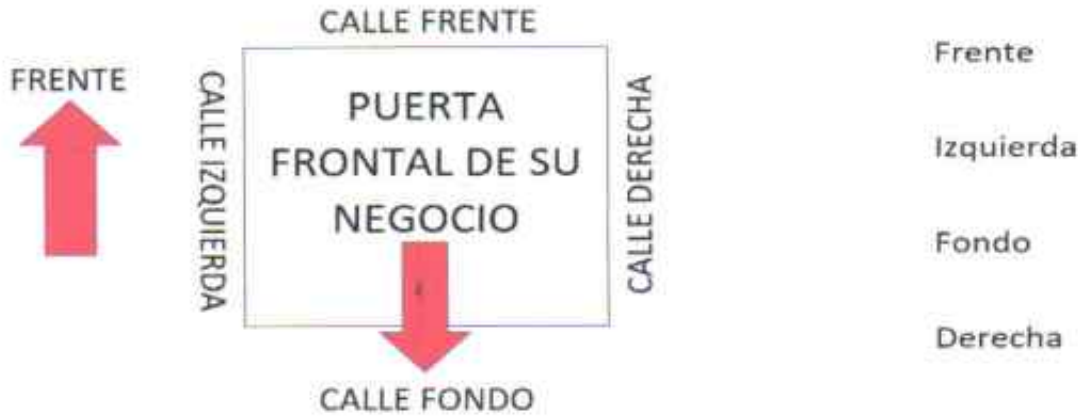 CALLE FRENTE
FRENTE
CALLE IZQUIERDA
PUERTA
FRONTAL DE SU
NEGOCIO
CALLE DERECHA
CALLE FONDO
Frente
Izquierda
Fondo
Derecha